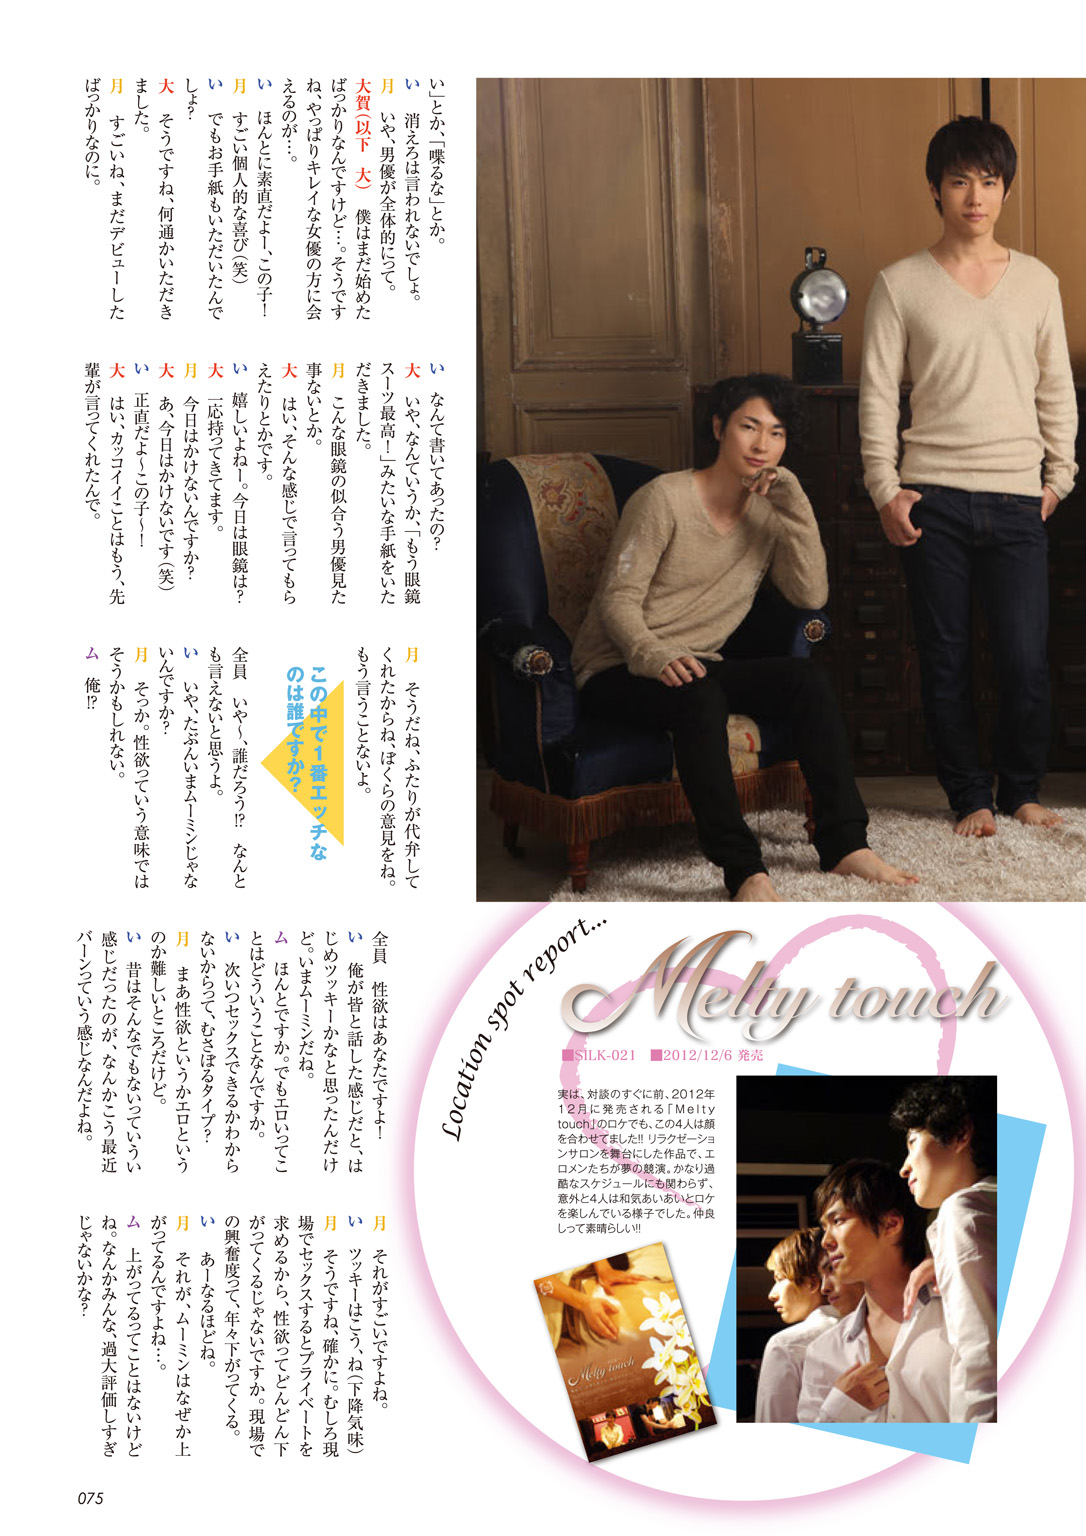 い」とか、「喋るな」とか。
い　消えろは言われないでしょ。
月　いや、男優が全体的にって。
大賀（以下　大）　僕はまだ始めた
ばっかりなんですけど…。そうです
ね、やっぱりキレイな女優の方に会
えるのが…。
い　ほんとに素直だよー、この子！
月　すごい個人的な喜び（笑）
い　でもお手紙もいただいたんで
しょ？
大　そうですね、何通かいただき
ました。
月　すごいね、まだデビューした
ばっかりなのに。
い　なんて書いてあったの？
大　いや、なんていうか、「もう眼鏡
スーツ最高！」みたいな手紙をいた
だきました。
月　こんな眼鏡の似合う男優見た
事ないとか。
大　はい、そんな感じで言ってもら
えたりとかです。
い　嬉しいよねー。今日は眼鏡は？
大　一応持ってきてます。
月　今日はかけないんですか？
大　あ、今日はかけないです（笑）
い　正直だよ〜この子〜！
大　はい、カッコイイことはもう、先
輩が言ってくれたんで。
月　そうだね、ふたりが代弁して
くれたからね、ぼくらの意見をね。
もう言うことないよ。
この中で1番エッチな
のは誰ですか？
全員　いや〜、誰だろう!?　なんと
も言えないと思うよ。
い　いや、たぶんいまムーミンじゃな
いんですか？
月　そっか。性欲っていう意味では
そうかもしれない。
ム　俺!?
全員　性欲はあなたですよ！
い　俺が皆と話した感じだと、は
じめツッキーかなと思ったんだけ
ど。いまムーミンだね。
ム　ほんとですか。でもエロいってこ
とはどういうことなんですか。
い　次いつセックスできるかわから
ないからって、むさぼるタイプ？
月　まあ性欲というかエロという
のか難しいところだけど。
い　昔はそんなでもないっていうい
感じだったのが、なんかこう最近
バーンっていう感じなんだよね。
月　それがすごいですよね。
い　ツッキーはこう、ね（下降気味）
月　そうですね、確かに。むしろ現
場でセックスするとプライベートを
求めるから、性欲ってどんどん下
がってくるじゃないですか。現場で
の興奮度って、年々下がってくる。
い　あーなるほどね。
月　それが、ムーミンはなぜか上
がってるんですよね…。
ム　上がってるってことはないけど
ね。なんかみんな、過大評価しすぎ
じゃないかな？
Location spot report...
Melty touch
■SILK-021　■2012/12/6 発売
実は、対談のすぐに前、2012年
12月に発売される「Melty
touch」のロケでも、この4人は顔
を合わせてました!! リラクゼーショ
ンサロンを舞台にした作品で、エ
ロメンたちが夢の競演。かなり過
酷なスケジュールにも関わらず、
意外と4人は和気あいあいとロケ
を楽しんでいる様子でした。仲良
しって素晴らしい!!
Melty touch
075